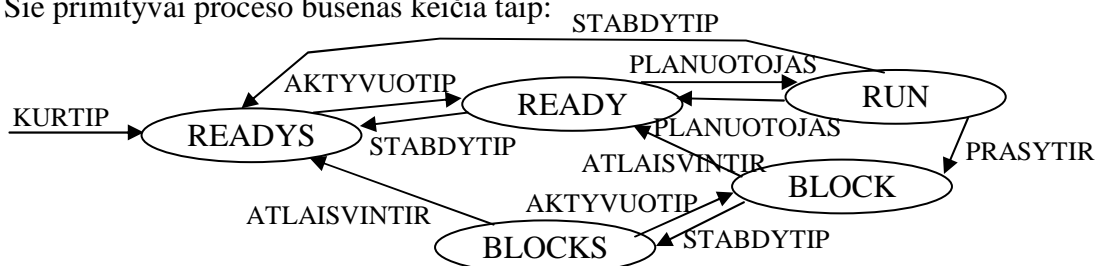 Šie primityvai proceso būsenas keičia taip:
STABDYTIP
PLANUOTOJAS
AKTYVUOTIP
READY
RUN
KURTIP
READYS
STABDYTIP
PLANUOTOJAS
PRASYTIR
ATLAISVINTIR
BLOCK
AKTYVUOTIP
ATLAISVINTIR
STABDYTIP
BLOCKS